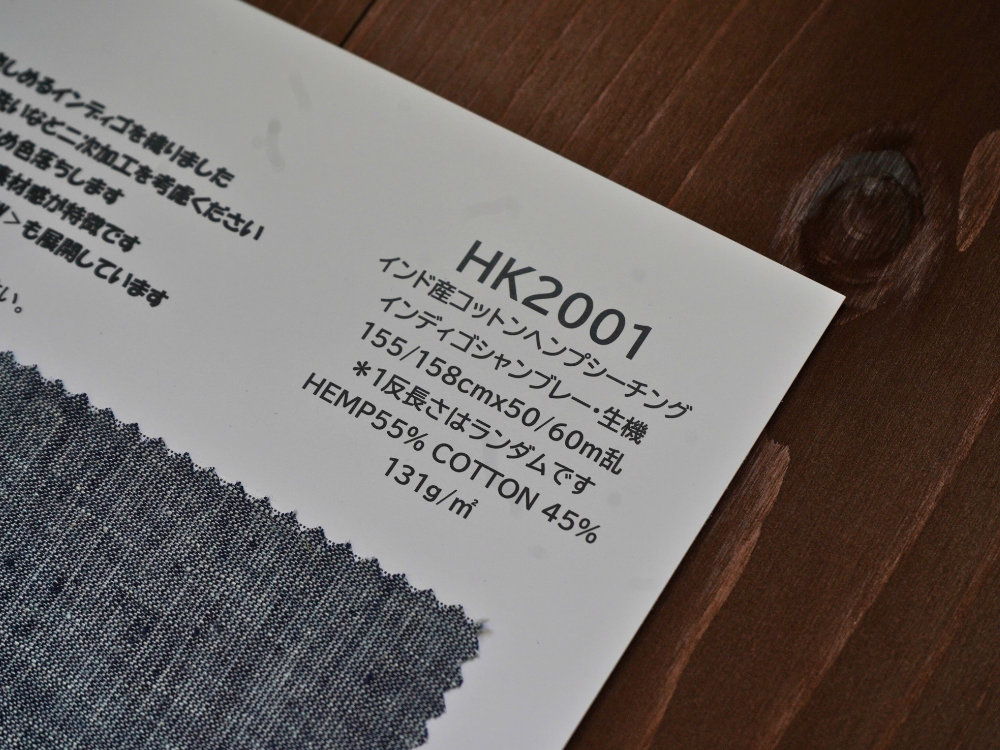 しめるインディゴを織りました
洗いなど二次加工を考慮ください
め色落ちします
素材感が特徴です
＞も展開しています
い。
HK2001
インド産コットンヘンプシーチング
インディゴシャンブレー・生機
155/158cmx50/60m乱
＊1反長さはランダムです
HEMP55% COTTON 45%
131g/㎡